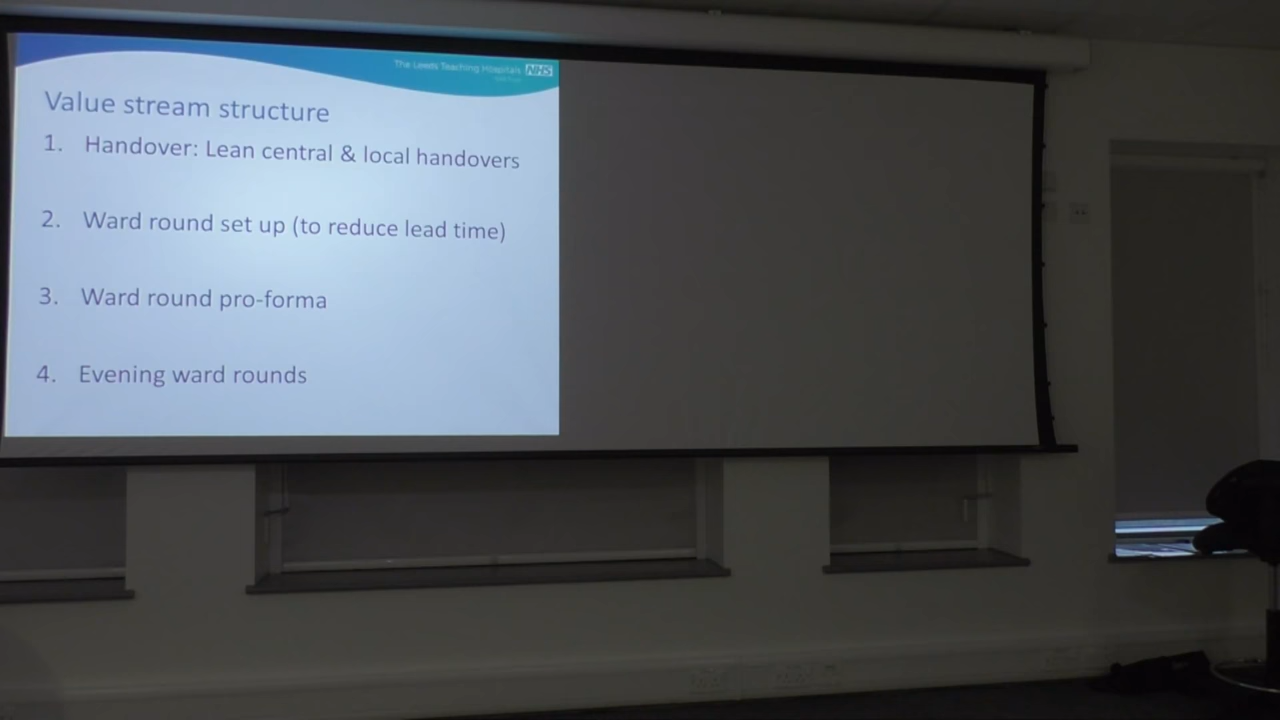 The Leeds Teaching Hospitals NHS
Value stream structure
1. Handover: Lean central & local handovers
2. Ward round set up (to reduce lead time)
3. Ward round pro-forma
4. Evening ward rounds